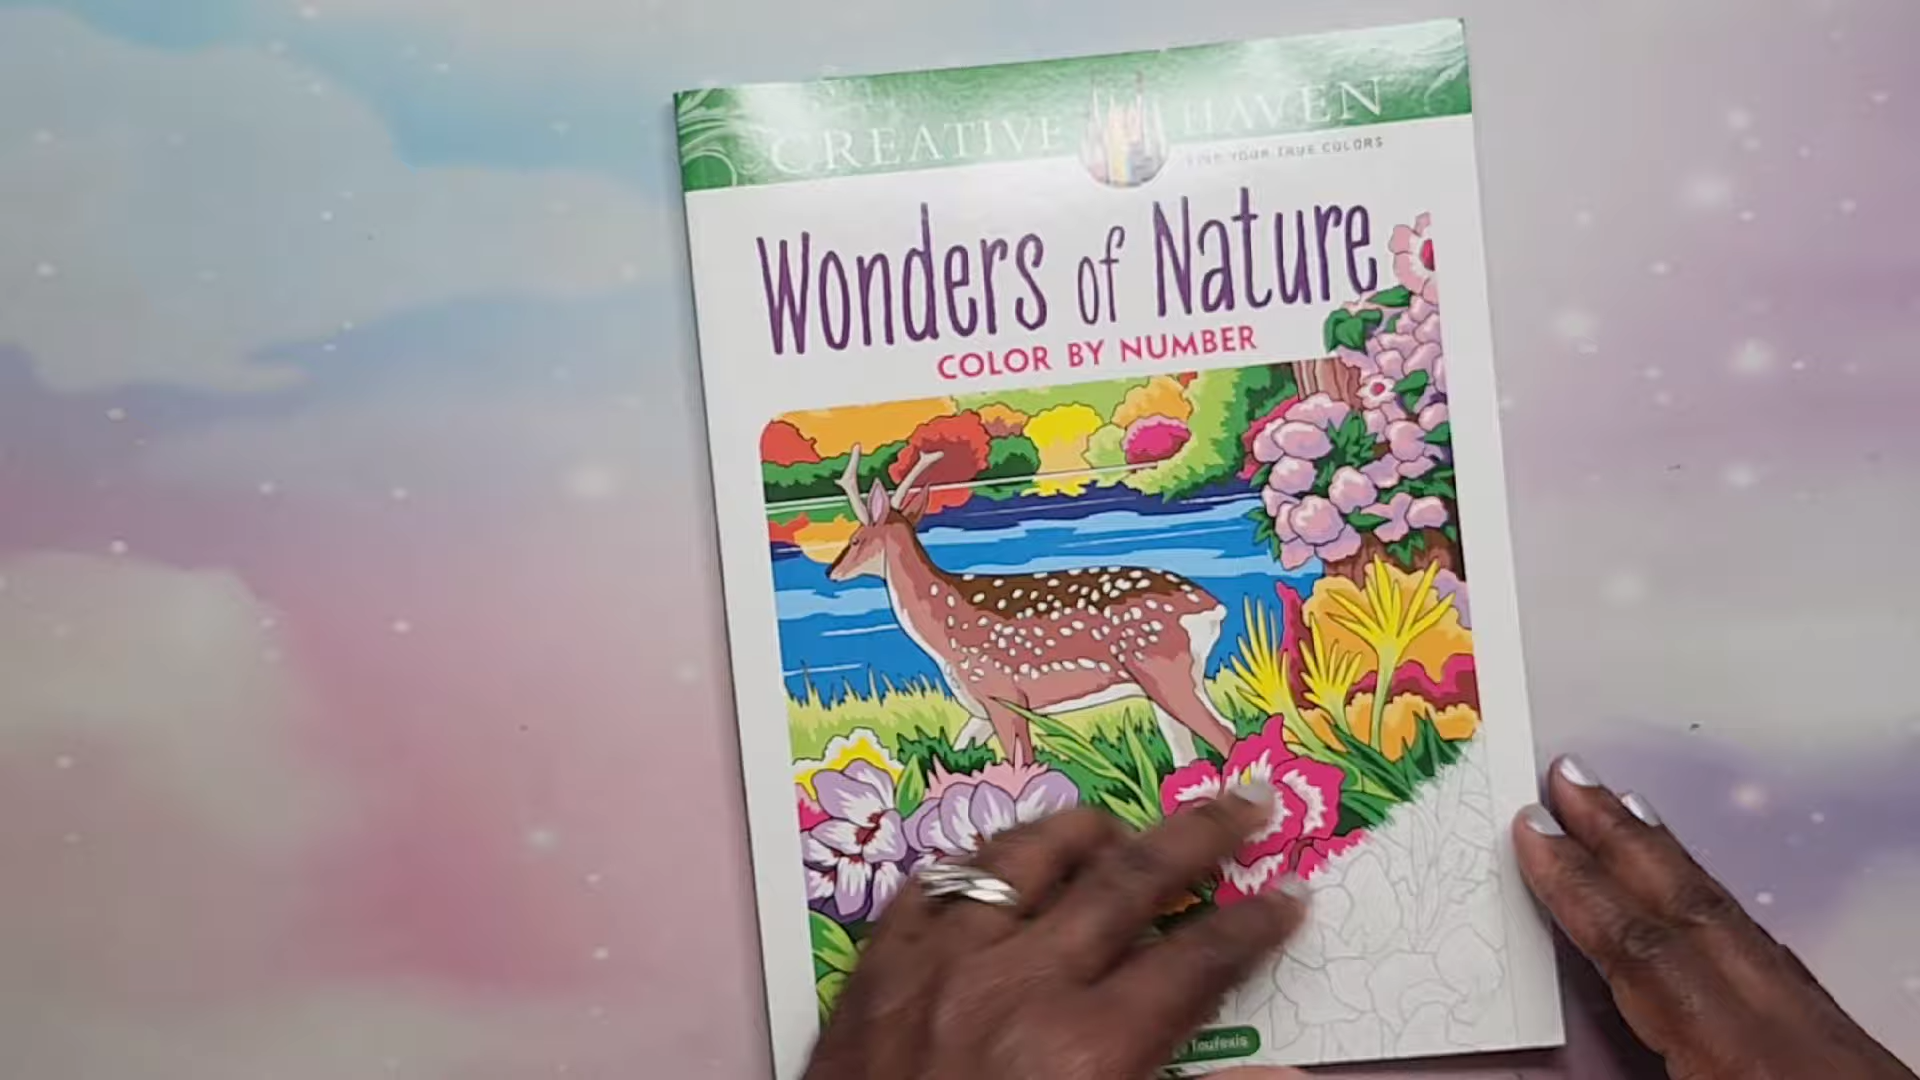 CREATIVE HAVEN
FIND YOUR TRUE COLORS
Wonders of Nature
COLOR BY NUMBER
Toufexis